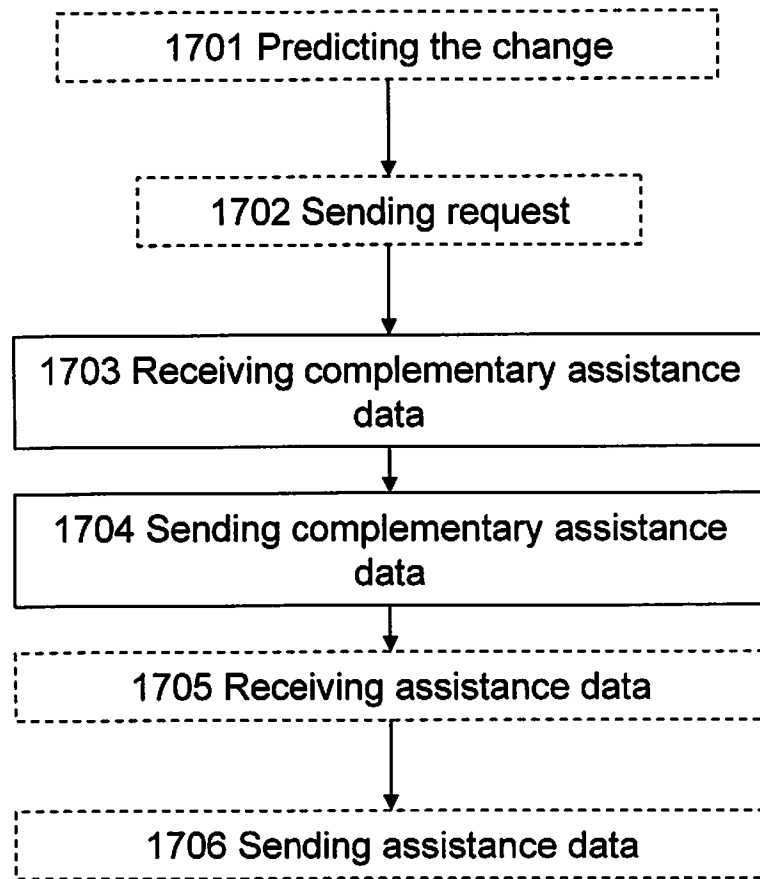 1701 Predicting the change
1702 Sending request
1703 Receiving complementary assistance
data
1704 Sending complementary assistance
data
1705 Receiving assistance data
1706 Sending assistance data